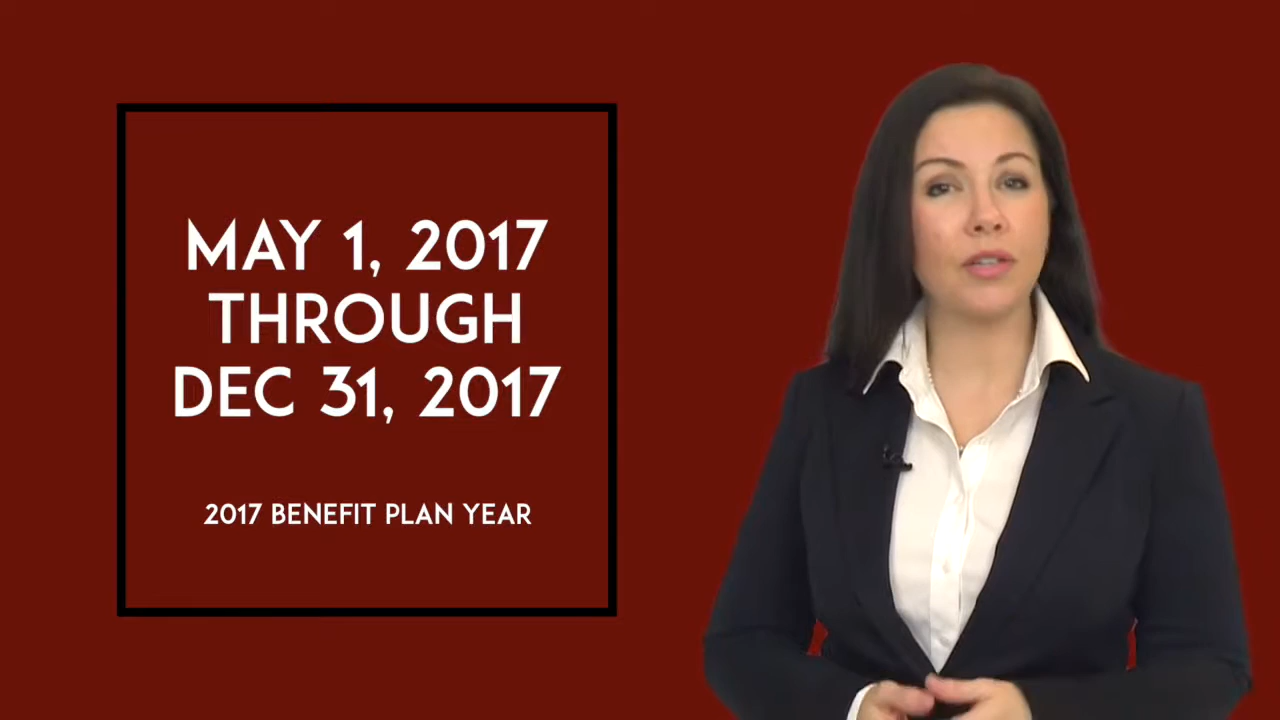 MAY 1, 2017
THROUGH
DEC 31, 2017
2017 BENEFIT PLAN YEAR